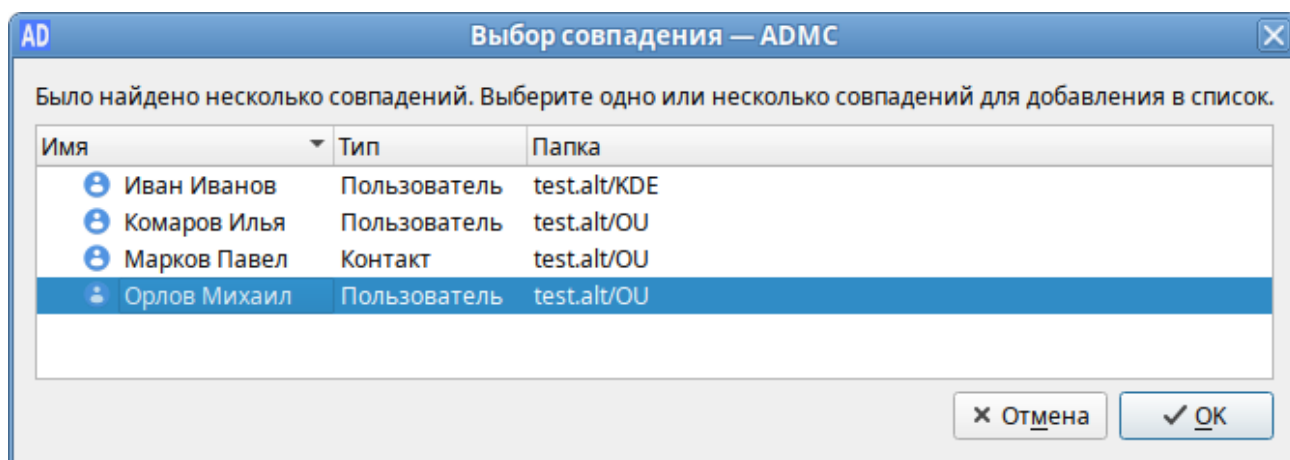 AD Выбор совпадения — ADMC
Было найдено несколько совпадений. Выберите одно или несколько совпадений для добавления в список.
Имя Тип Папка
Иван Иванов Пользователь test.alt/KDE
Комаров Илья Пользователь test.alt/OU
Марков Павел Контакт test.alt/OU
Орлов Михаил Пользователь test.alt/OU
Отмена OK